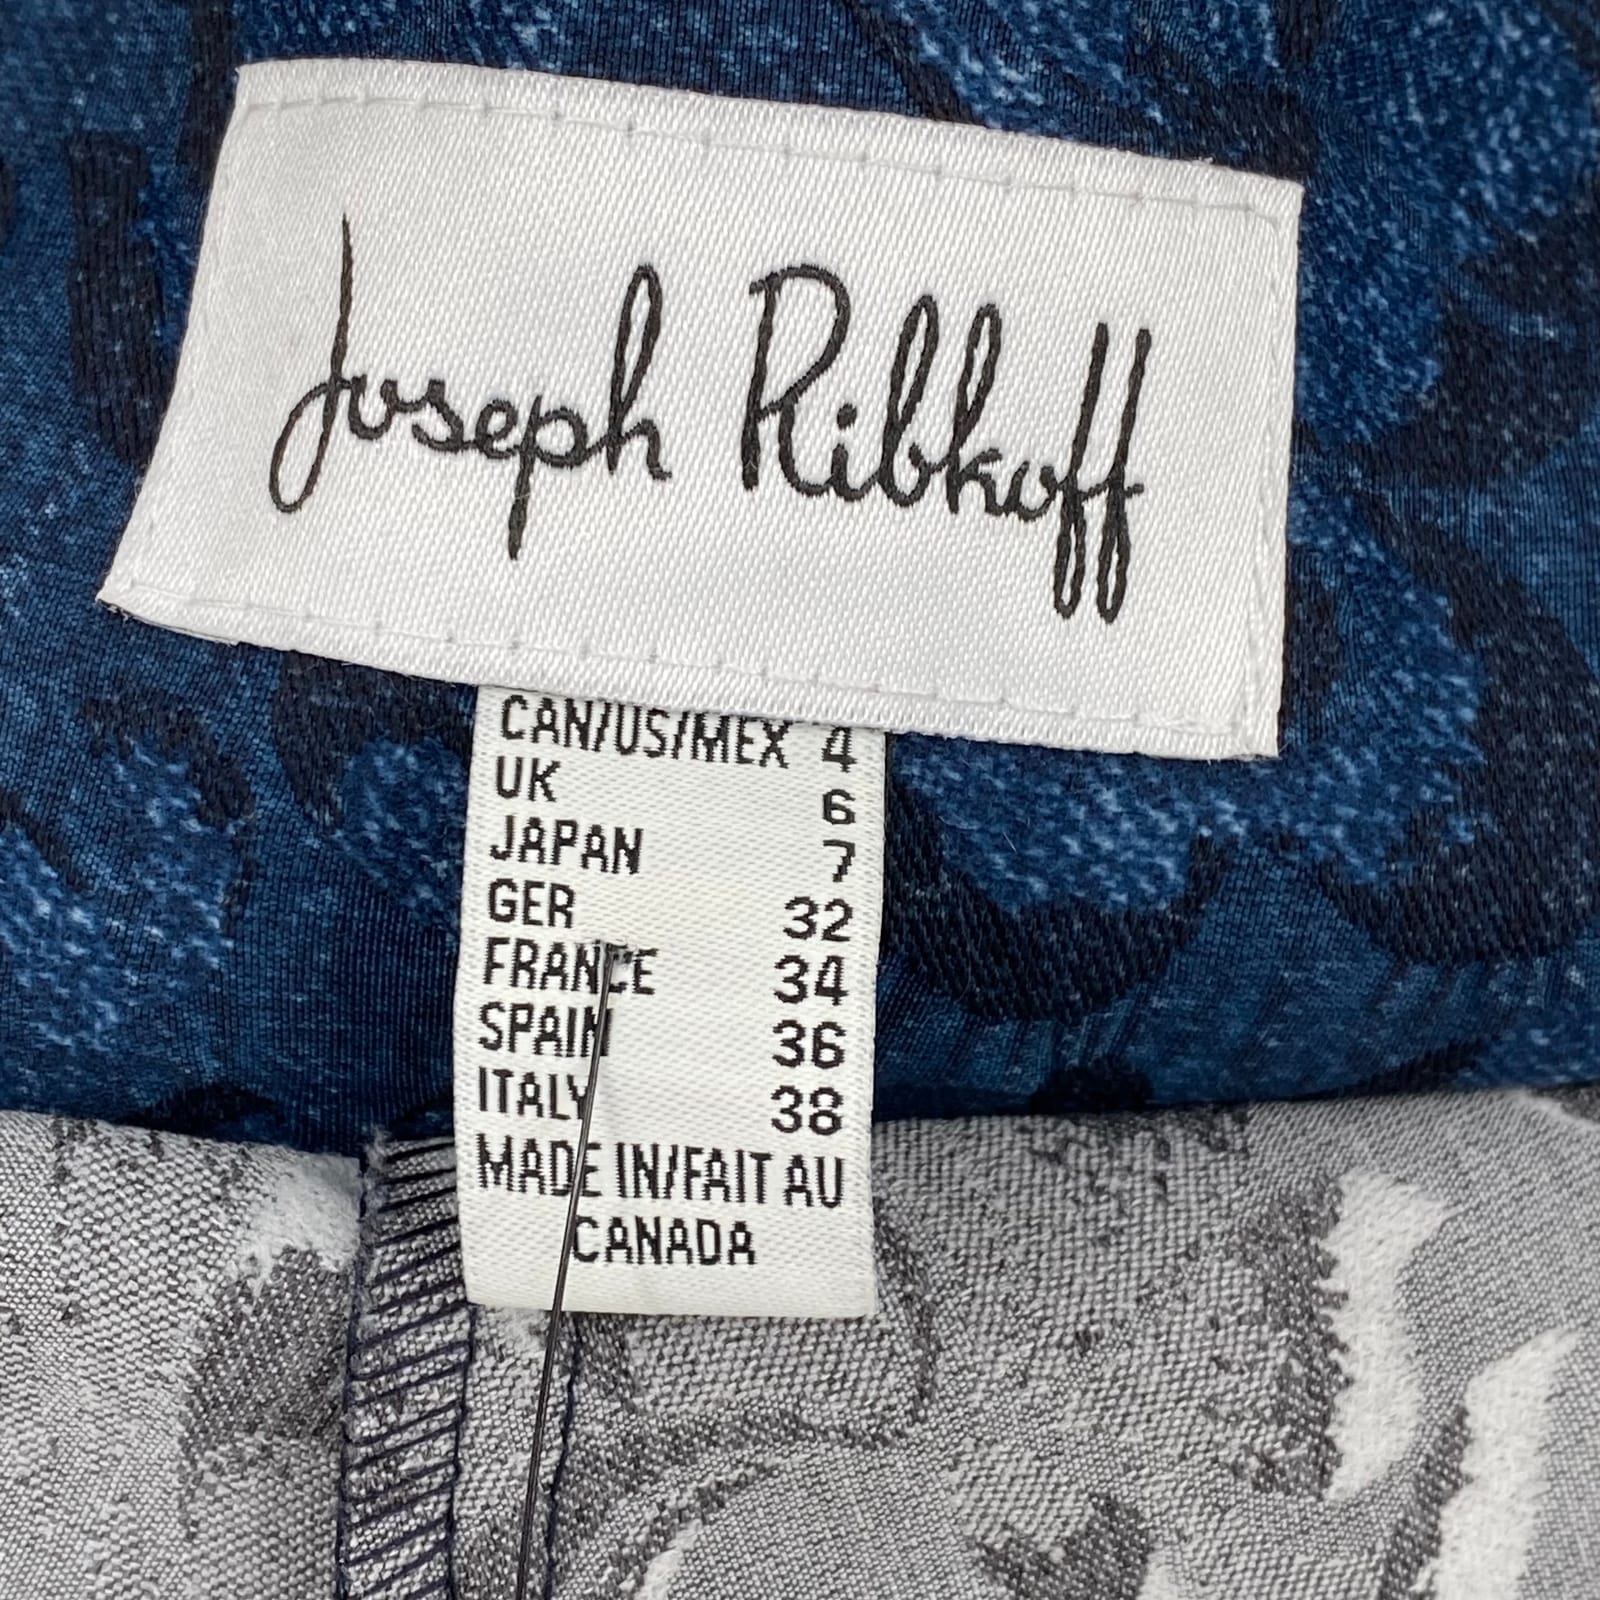 Joseph Ribkoff
CAN/US/MEX 4
UK 6
JAPAN 7
GER 32
FRANCE 34
SPAIN 36
ITALY 38
MADE IN/FAIT AU
CANADA